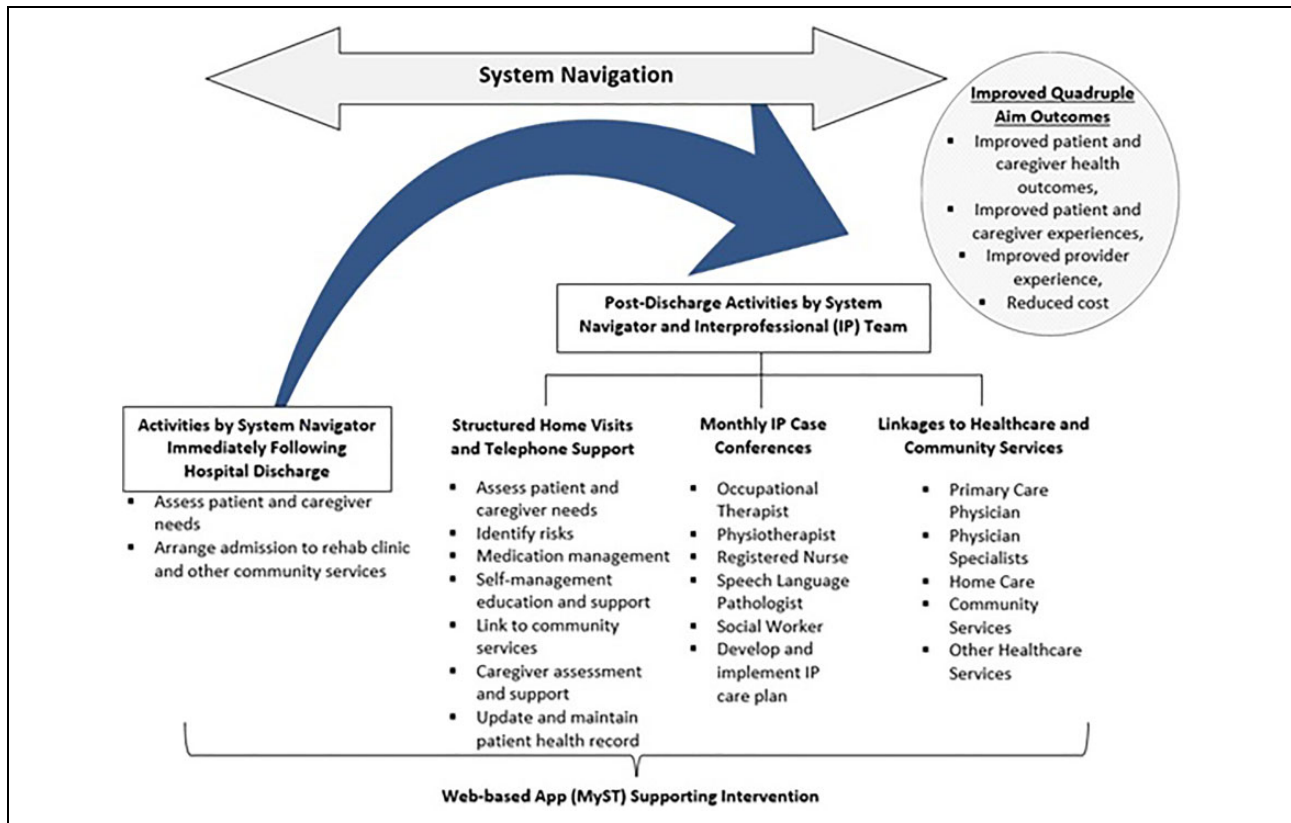 System Navigation
Improved Quadruple
Aim Outcomes
▪ Improved patient and
caregiver health
outcomes,
▪ Improved patient and
caregiver experiences,
▪ Improved provider
experience,
▪ Reduced cost
Post-Discharge Activities by System
Navigator and Interprofessional (IP) Team
Activities by System Navigator
Immediately Following
Hospital Discharge
▪ Assess patient and caregiver
needs
▪ Arrange admission to rehab clinic
and other community services
Structured Home Visits
and Telephone Support
▪ Assess patient and
caregiver needs
▪ Identify risks
▪ Medication management
▪ Self-management
education and support
▪ Link to community
services
▪ Caregiver assessment
and support
▪ Update and maintain
patient health record
Monthly IP Case
Conferences
▪ Occupational
Therapist
▪ Physiotherapist
▪ Registered Nurse
▪ Speech Language
Pathologist
▪ Social Worker
▪ Develop and
implement IP
care plan
Linkages to Healthcare and
Community Services
▪ Primary Care
Physician
▪ Physician
Specialists
▪ Home Care
▪ Community
Services
▪ Other Healthcare
Services
Web-based App (MyST) Supporting Intervention